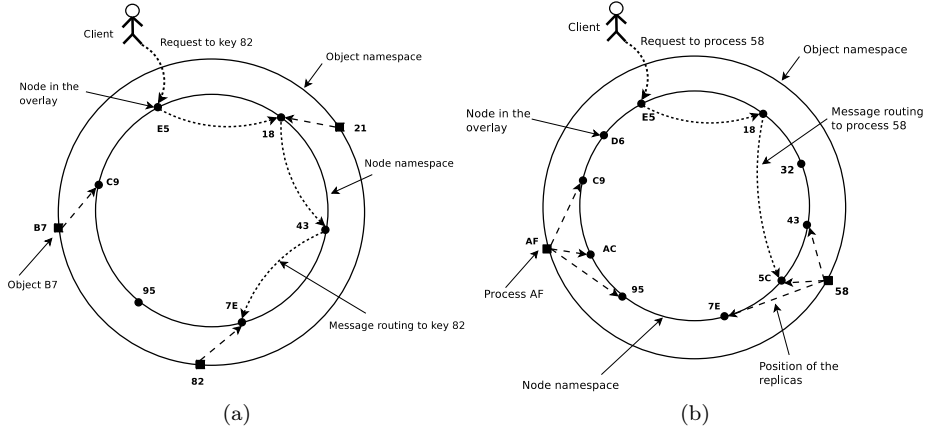 Client
Request to key 82
Object namespace
Node in the
overlay
E5
18
21
Node namespace
C9
B7
43
Object B7
95
7E
Message routing to key 82
82
(a)
Client
Request to process 58
Object namespace
Node in the
overlay
E5
18
Message routing
to process 58
D6
32
C9
43
AF
AC
5C
Process AF
95
58
7E
Position of the
replicas
Node namespace
(b)